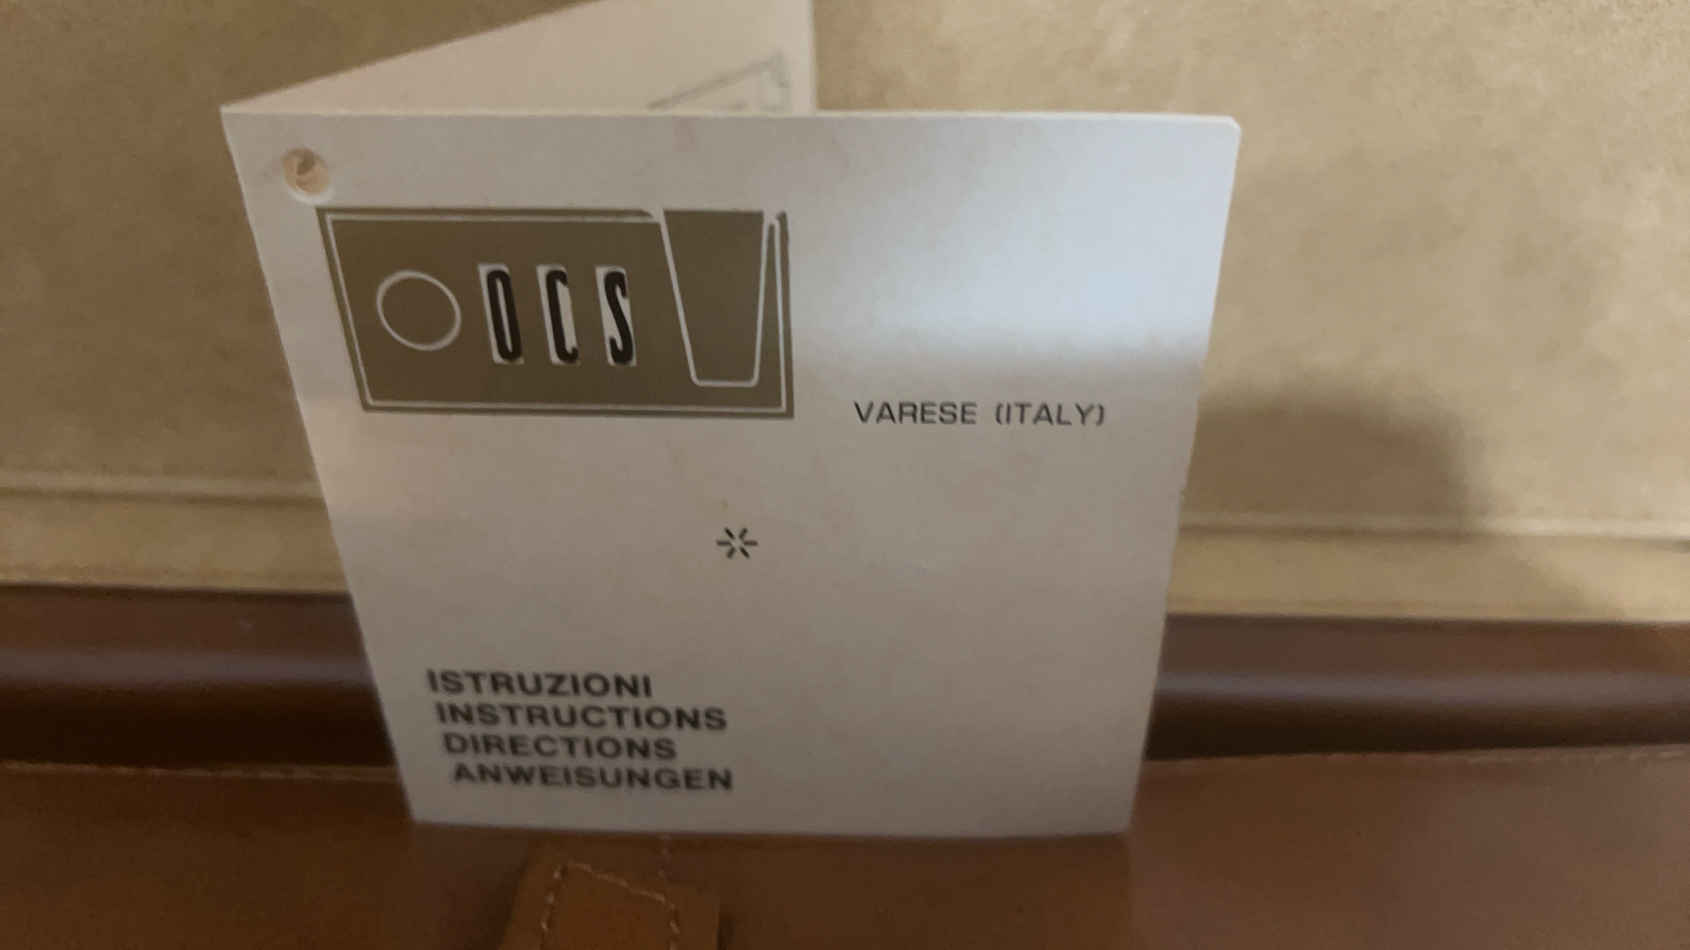 OCS
VARESE (ITALY)
ISTRUZIONI
INSTRUCTIONS
DIRECTIONS
ANWEISUNGEN